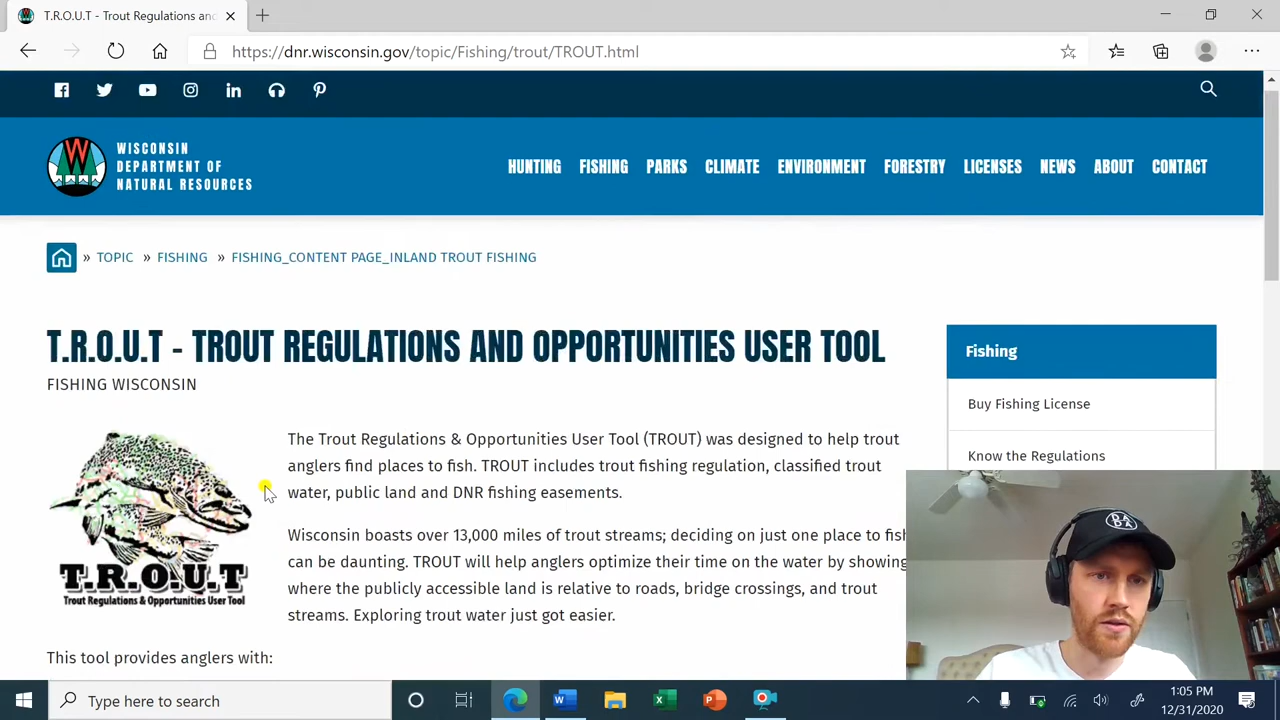 T.R.O.U.T - Trout Regulations and
https://dnr.wisconsin.gov/topic/Fishing/trout/TROUT.html
WISCONSIN
DEPARTMENT OF
NATURAL RESOURCES
HUNTING FISHING PARKS CLIMATE ENVIRONMENT FORESTRY LICENSES NEWS ABOUT CONTACT
» TOPIC » FISHING » FISHING_CONTENT PAGE_INLAND TROUT FISHING
T.R.O.U.T - TROUT REGULATIONS AND OPPORTUNITIES USER TOOL
FISHING WISCONSIN
The Trout Regulations & Opportunities User Tool (TROUT) was designed to help trout
anglers find places to fish. TROUT includes trout fishing regulation, classified trout
water, public land and DNR fishing easements.
Wisconsin boasts over 13,000 miles of trout streams; deciding on just one place to fish
can be daunting. TROUT will help anglers optimize their time on the water by showing
where the publicly accessible land is relative to roads, bridge crossings, and trout
streams. Exploring trout water just got easier.
T.R.O.U.T
Trout Regulations & Opportunities User Tool
This tool provides anglers with:
Fishing
Buy Fishing License
Know the Regulations
BABA
Type here to search
1:05 PM
12/31/2020